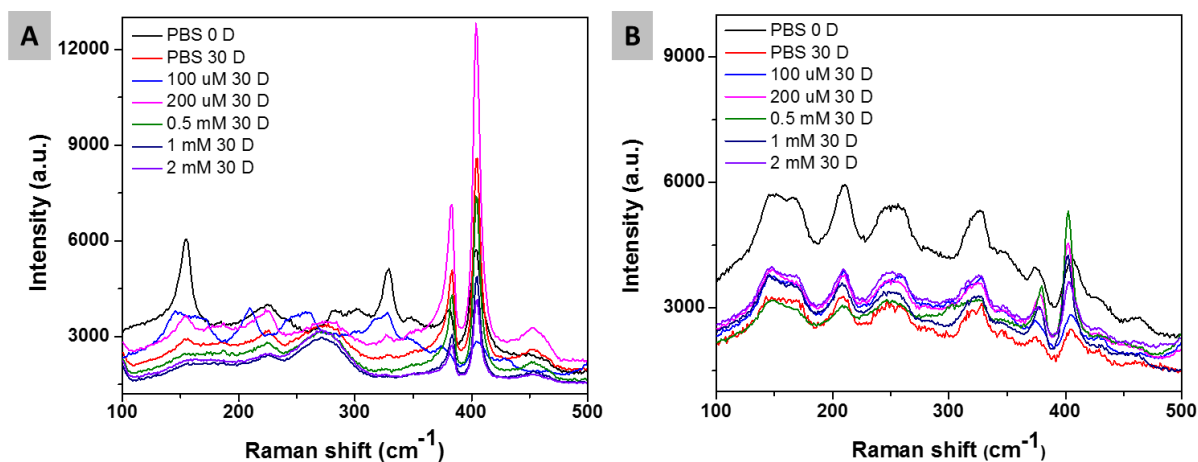 A
12000
9000
6000
3000
Intensity (a.u.)
PBS 0 D
PBS 30 D
100 uM 30 D
200 uM 30 D
0.5 mM 30 D
1 mM 30 D
2 mM 30 D
100 200 300 400 500
Raman shift (cm⁻¹)
B
9000
6000
3000
Intensity (a.u.)
PBS 0 D
PBS 30 D
100 uM 30 D
200 uM 30 D
0.5 mM 30 D
1 mM 30 D
2 mM 30 D
100 200 300 400 500
Raman shift (cm⁻¹)